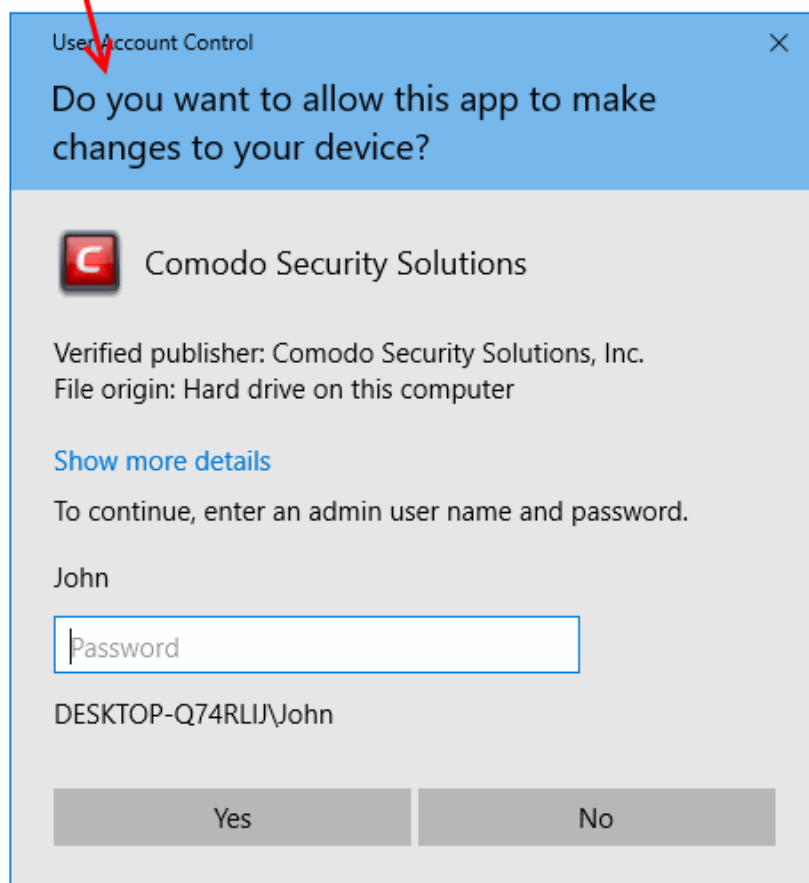 User Account Control
Do you want to allow this app to make
changes to your device?
Comodo Security Solutions
Verified publisher: Comodo Security Solutions, Inc.
File origin: Hard drive on this computer
Show more details
To continue, enter an admin user name and password.
John
Password
DESKTOP-Q74RLIJ\John
Yes No